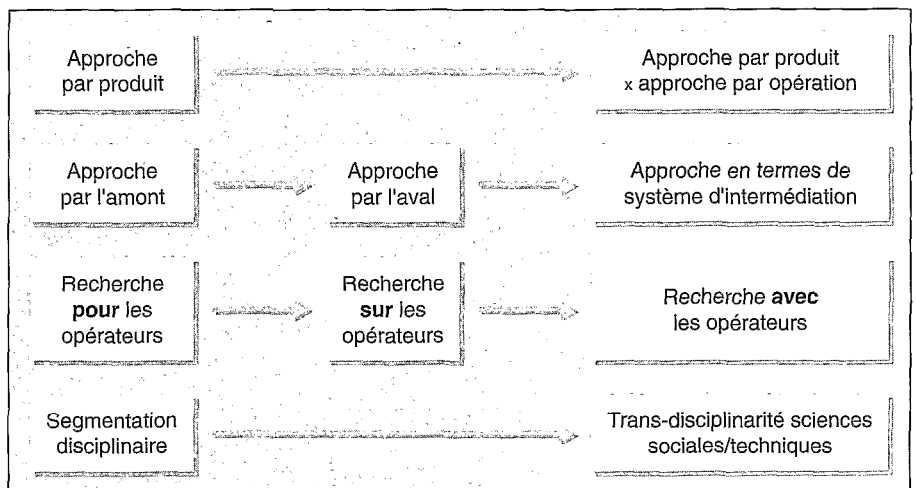 Approche
par produit
Approche par produit
x approche par opération
Approche
par l'amont
Approche
par l'aval
Approche en termes de
système d'intermédiation
Recherche
pour les
opérateurs
Recherche
sur les
opérateurs
Recherche avec
les opérateurs
Segmentation
disciplinaire
Trans-disciplinarité sciences
sociales/techniques